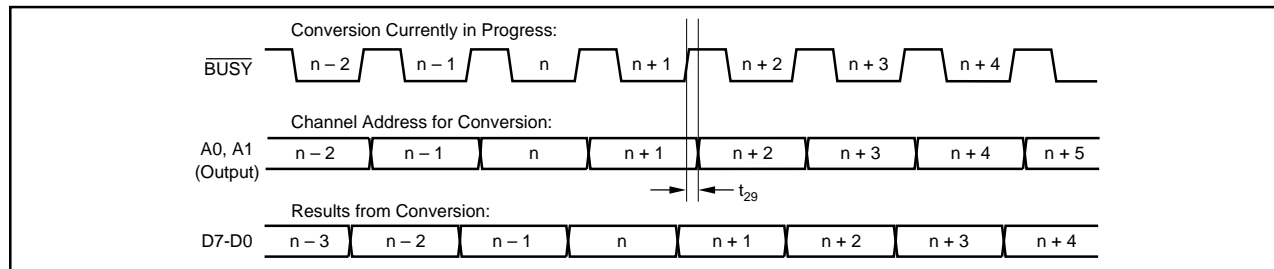 Conversion Currently in Progress:
BUSY n – 2 n – 1 n n + 1 n + 2 n + 3 n + 4
Channel Address for Conversion:
A0, A1
(Output) n – 2 n – 1 n n + 1 n + 2 n + 3 n + 4 n + 5
t29
Results from Conversion:
D7-D0 n – 3 n – 2 n – 1 n n + 1 n + 2 n + 3 n + 4